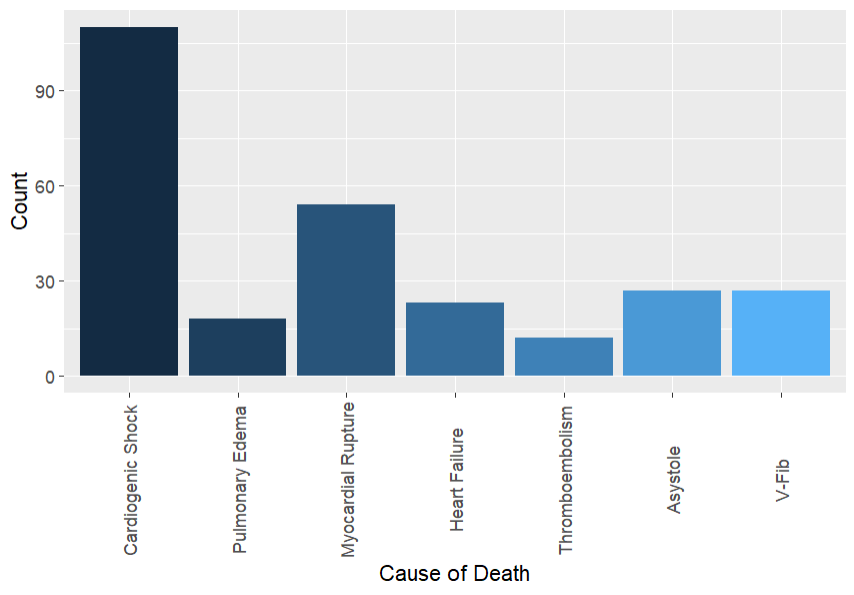 Count
90
60
30
0
Cardiogenic Shock
Pulmonary Edema
Myocardial Rupture
Heart Failure
Thromboembolism
Asystole
V-Fib
Cause of Death